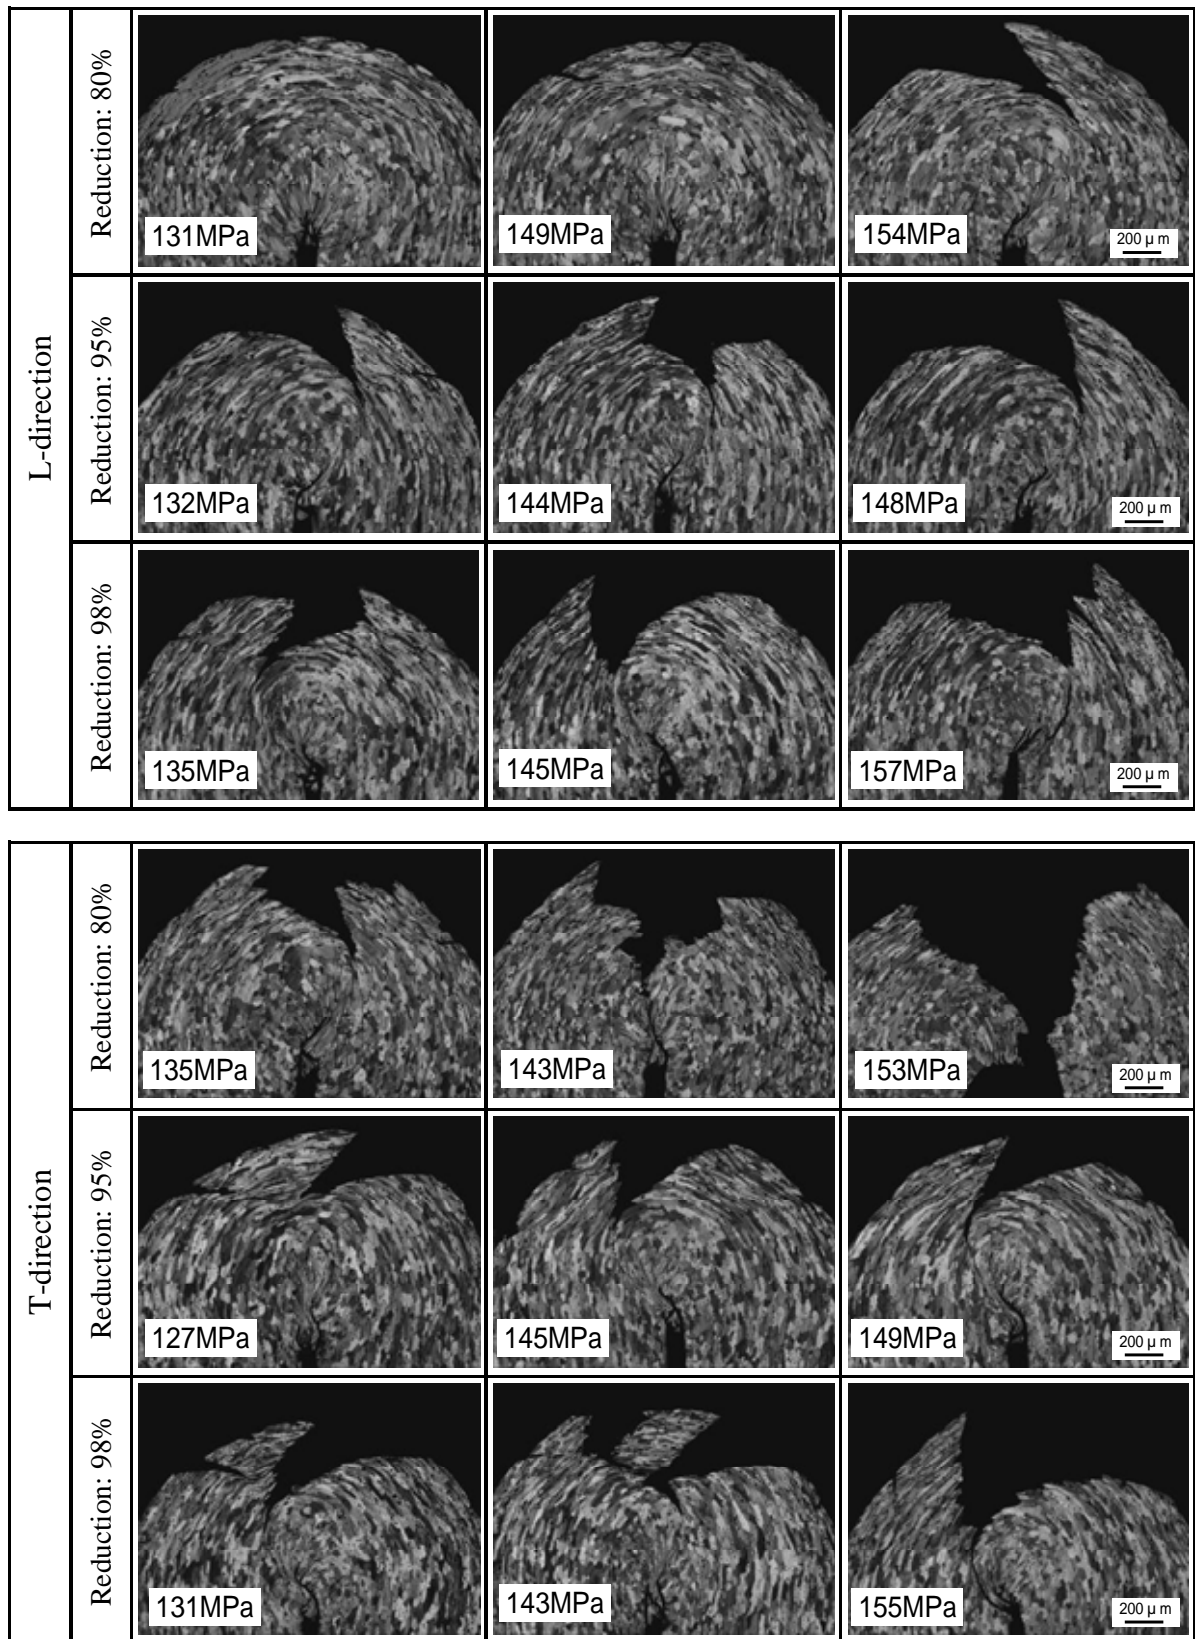 L-direction
Reduction: 80%
131MPa
149MPa
154MPa
200 μ m
Reduction: 95%
132MPa
144MPa
148MPa
200 μ m
Reduction: 98%
135MPa
145MPa
157MPa
200 μ m
T-direction
Reduction: 80%
135MPa
143MPa
153MPa
200 μ m
Reduction: 95%
127MPa
145MPa
149MPa
200 μ m
Reduction: 98%
131MPa
143MPa
155MPa
200 μ m